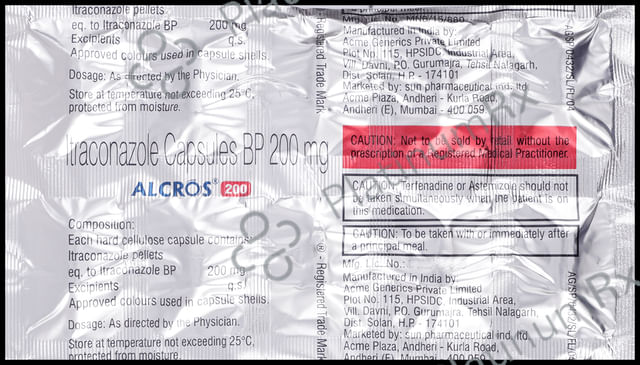 Itraconazole pellets
eq. to Itraconazole BP 200 mg
Excipients q.s.
Approved colours used in capsule shells.
Dosage: As directed by the Physician.
Store at temperature not exceeding 25°C,
protected from moisture.
Itraconazole Capsules BP 200 mg
ALCROS® 200
Composition:
Each hard cellulose capsule contains:
Itraconazole pellets
eq. to Itraconazole BP 200 mg
Excipients q.s.
Approved colours used in capsule shells.
Dosage: As directed by the Physician.
Store at temperature not exceeding 25°C,
protected from moisture.
Registered Trade Mark
® - Registered Trade Mark
Mfg. Lic. No.: MNB/15/880
Manufactured in India by:
Acme Generics Private Limited
Plot No. 115, HPSIDC, Industrial Area,
Vill. Davni, PO. Gurumajra, Tehsil Nalagarh,
Dist. Solan, H.P. - 174101
Marketed by: sun pharmaceutical ind. ltd.
Acme Plaza, Andheri - Kurla Road,
Andheri (E), Mumbai - 400 059
CAUTION: Not to be sold by retail without the
prescription of a Registered Medical Practitioner.
CAUTION: Terfenadine or Astemizole should not
be taken simultaneously when the patient is on
this medication.
CAUTION: To be taken with or immediately after
a principal meal.
Mfg. Lic. No.:
Manufactured in India by:
Acme Generics Private Limited
Plot No. 115, HPSIDC, Industrial Area,
Vill. Davni, PO. Gurumajra, Tehsil Nalagarh,
Dist. Solan, H.P. - 174101
Marketed by: sun pharmaceutical ind. ltd.
Acme Plaza, Andheri - Kurla Road,
Andheri (E), Mumbai - 400 059
PlatinumRx